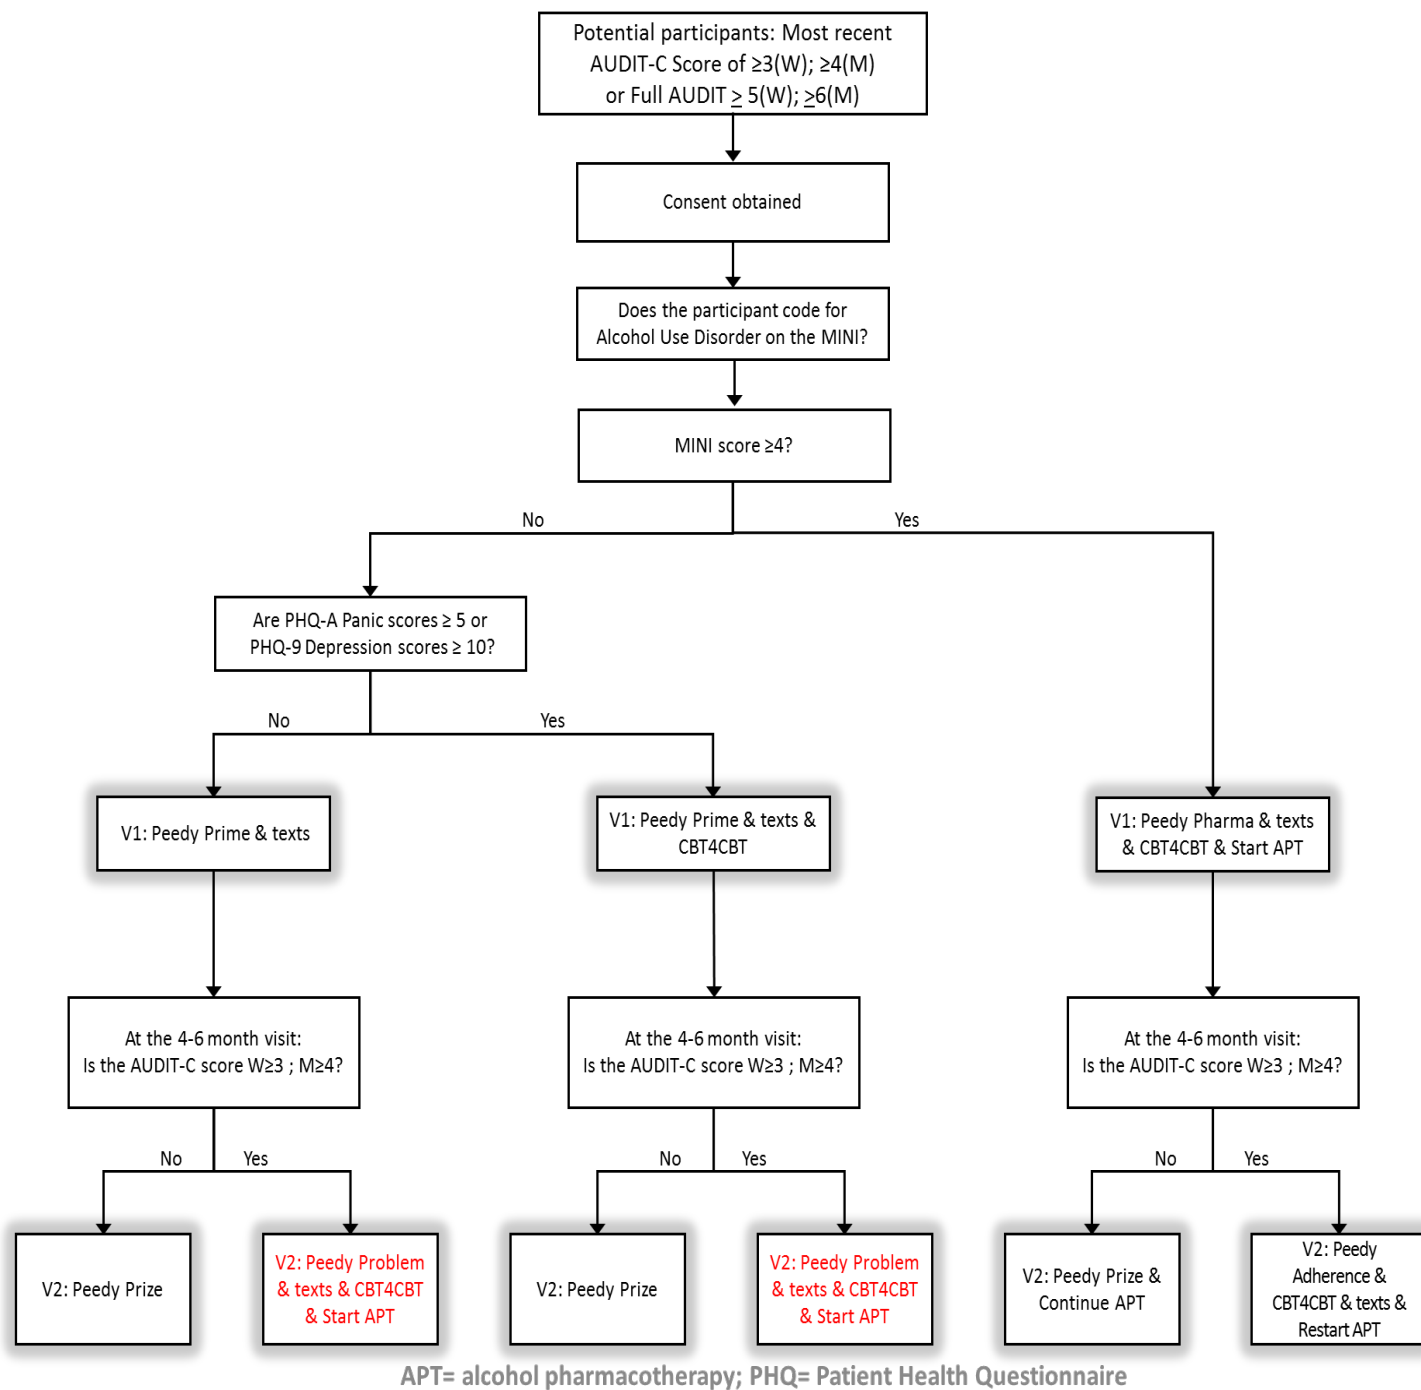 Potential participants: Most recent
AUDIT-C Score of ≥3(W); ≥4(M)
or Full AUDIT ≥ 5(W); ≥6(M)
Consent obtained
Does the participant code for
Alcohol Use Disorder on the MINI?
MINI score ≥4?
No
Yes
Are PHQ-A Panic scores ≥ 5 or
PHQ-9 Depression scores ≥ 10?
No
Yes
V1: Peedy Prime & texts
V1: Peedy Prime & texts &
CBT4CBT
V1: Peedy Pharma & texts
& CBT4CBT & Start APT
At the 4-6 month visit:
Is the AUDIT-C score W≥3 ; M≥4?
At the 4-6 month visit:
Is the AUDIT-C score W≥3 ; M≥4?
At the 4-6 month visit:
Is the AUDIT-C score W≥3 ; M≥4?
No
Yes
No
Yes
No
Yes
V2: Peedy Prize
V2: Peedy Problem
& texts & CBT4CBT
& Start APT
V2: Peedy Prize
V2: Peedy Problem
& texts & CBT4CBT
& Start APT
V2: Peedy Prize &
Continue APT
V2: Peedy
Adherence &
CBT4CBT & texts &
Restart APT
APT= alcohol pharmacotherapy; PHQ= Patient Health Questionnaire